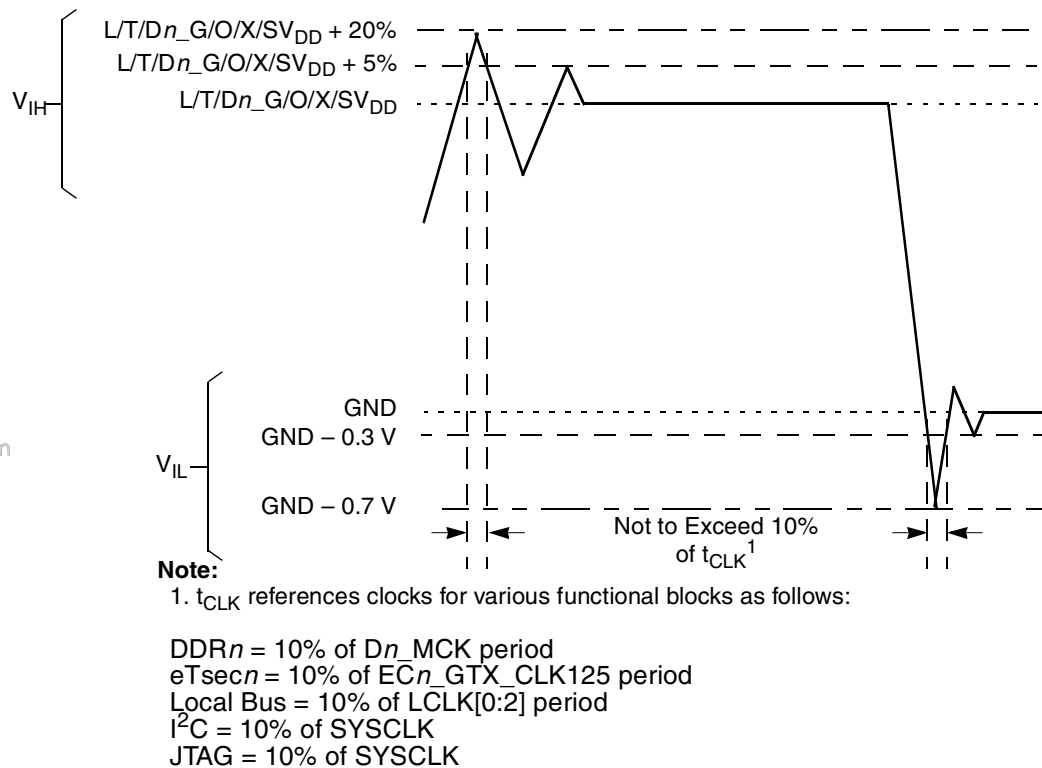 L/T/Dn_G/O/X/SVDD + 20%
L/T/Dn_G/O/X/SVDD + 5%
L/T/Dn_G/O/X/SVDD
VIH
GND
GND – 0.3 V
VIL
GND – 0.7 V
Not to Exceed 10%
of tCLK1
Note:
1. tCLK references clocks for various functional blocks as follows:
DDRn = 10% of Dn_MCK period
eTsecn = 10% of ECn_GTX_CLK125 period
Local Bus = 10% of LCLK[0:2] period
I2C = 10% of SYSCLK
JTAG = 10% of SYSCLK